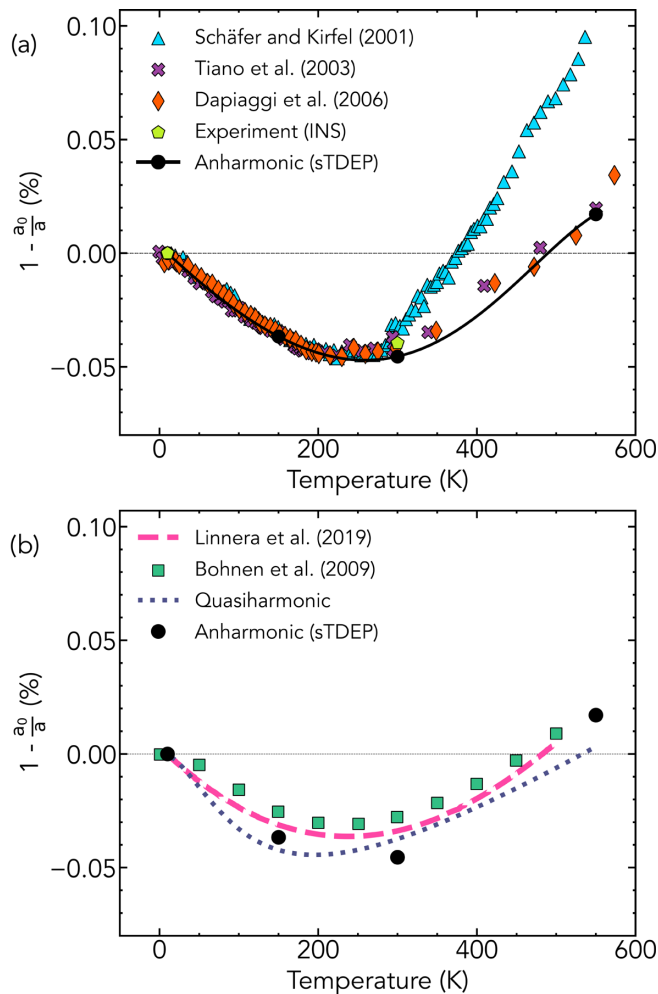 (a)
0.10
0.05
0.00
−0.05
1 - a₀/a (%)
Schäfer and Kirfel (2001)
Tiano et al. (2003)
Dapiaggi et al. (2006)
Experiment (INS)
Anharmonic (sTDEP)
0 200 400 600
Temperature (K)
(b)
0.10
0.05
0.00
−0.05
1 - a₀/a (%)
Linnera et al. (2019)
Bohnen et al. (2009)
Quasiharmonic
Anharmonic (sTDEP)
0 200 400 600
Temperature (K)